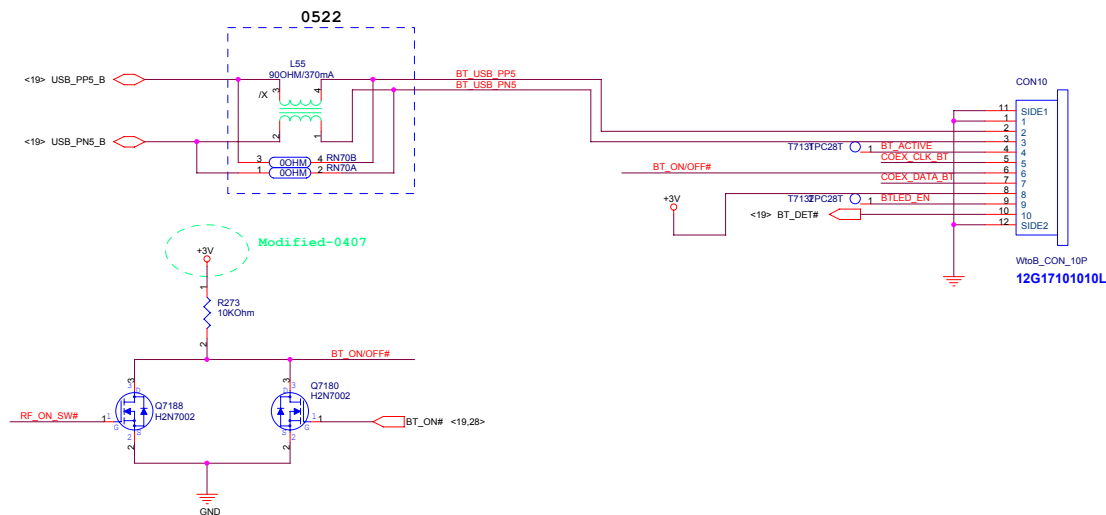 0522
L55
90OHM/370mA
<19> USB_PP5_B
/X
3
4
2
1
<19> USB_PN5_B
3 0OHM 4 RN70B
1 0OHM 2 RN70A
BT_USB_PP5
BT_USB_PN5
CON10
11 SIDE1
1 1
2 2
3 3
BT_ACTIVE 1 4 4
COEX_CLK_BT 5 5
BT_ON/OFF# 6 6
COEX_DATA_BT 7 7
+3V 8 8
BTLED_EN 1 9 9
<19> BT_DET# 10 10
12 SIDE2
WtoB_CON_10P
12G17101010L
Modified-0407
+3V
1
R273
10KOhm
2
BT_ON/OFF#
3 3
D D
Q7188
H2N7002
Q7180
H2N7002
RF_ON_SW# 1 1
G S
2 2
1 1
G S
2 2
BT_ON# <19,28>
GND